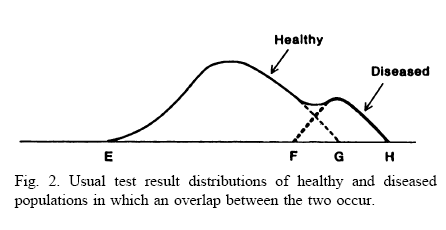 Healthy
Diseased
E F G H
Fig. 2. Usual test result distributions of healthy and diseased
populations in which an overlap between the two occur.